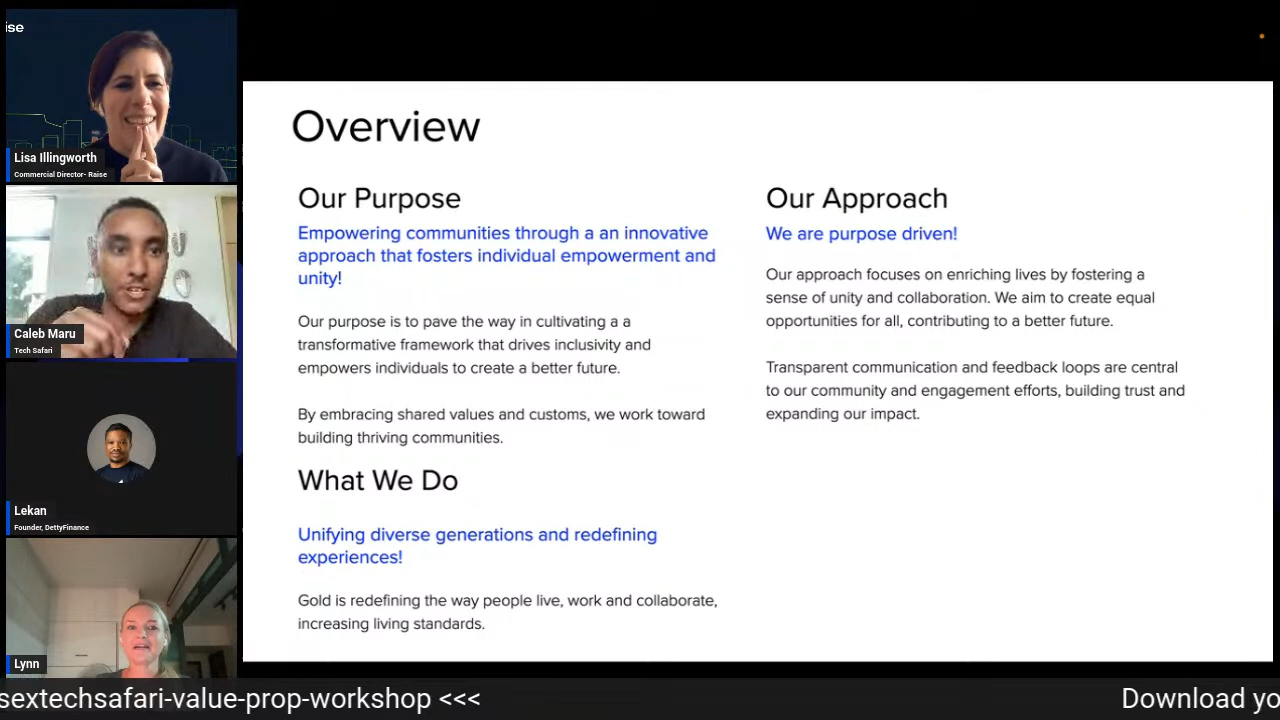 ise
Lisa Illingworth
Commercial Director- Raise
Caleb Maru
Tech Safari
Lekan
Founder, DettyFinance
Lynn
Overview
Our Purpose
Empowering communities through a an innovative
approach that fosters individual empowerment and
unity!
Our purpose is to pave the way in cultivating a a
transformative framework that drives inclusivity and
empowers individuals to create a better future.
By embracing shared values and customs, we work toward
building thriving communities.
What We Do
Unifying diverse generations and redefining
experiences!
Gold is redefining the way people live, work and collaborate,
increasing living standards.
Our Approach
We are purpose driven!
Our approach focuses on enriching lives by fostering a
sense of unity and collaboration. We aim to create equal
opportunities for all, contributing to a better future.
Transparent communication and feedback loops are central
to our community and engagement efforts, building trust and
expanding our impact.
sextechsafari-value-prop-workshop <<<
Download yo